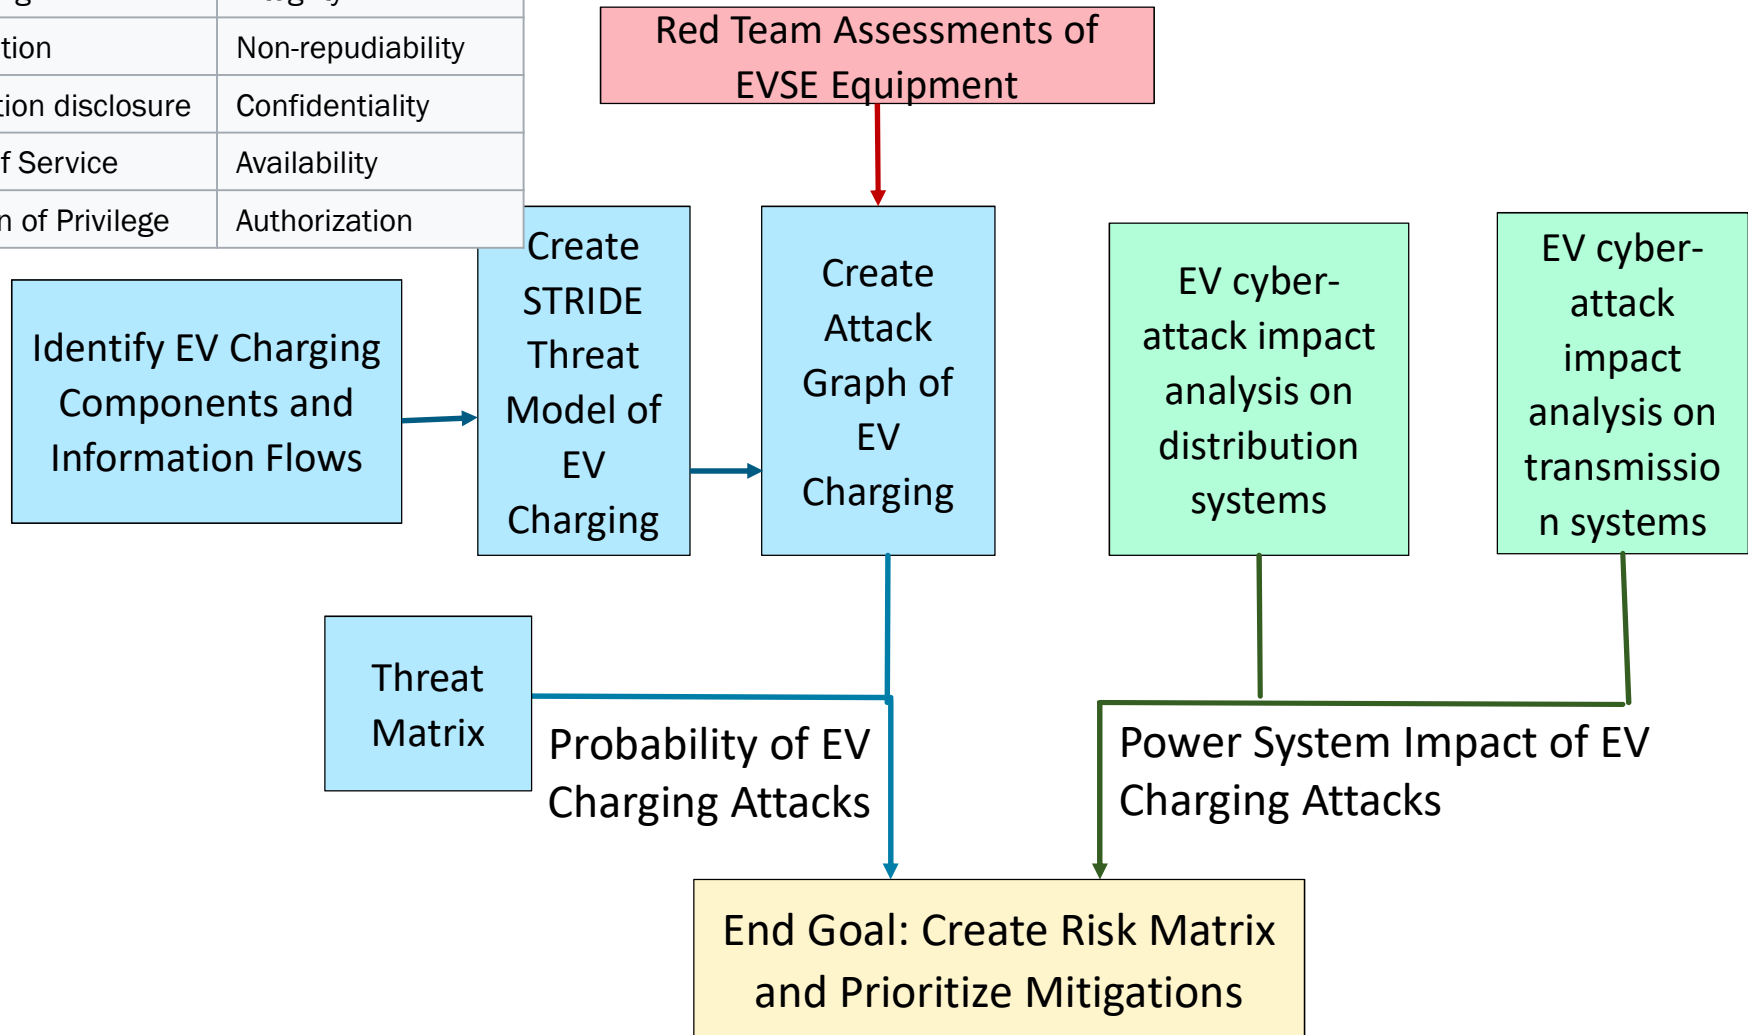 Non-repudiability
disclosure Confidentiality
Service Availability
of Privilege Authorization
Red Team Assessments of
EVSE Equipment
Identify EV Charging
Components and
Information Flows
Create
STRIDE
Threat
Model of
EV
Charging
Create
Attack
Graph of
EV
Charging
EV cyber-
attack impact
analysis on
distribution
systems
EV cyber-
attack
impact
analysis on
transmissio
n systems
Threat
Matrix
Probability of EV
Charging Attacks
Power System Impact of EV
Charging Attacks
End Goal: Create Risk Matrix
and Prioritize Mitigations